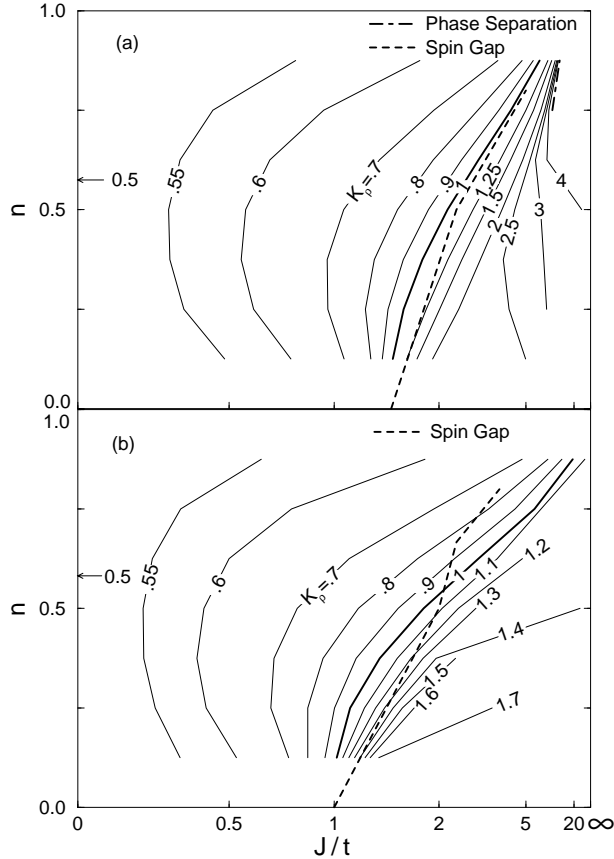 1.0
(a)
Phase Separation
Spin Gap
.55
.6
Kρ=.7
.8
.9
1
1.25
1.5
2
2.5
3
4
0.5
0.5
n
0.0
1.0
(b)
Spin Gap
.55
.6
Kρ=.7
.8
.9
1
1.1
1.2
1.3
1.4
1.5
1.6
1.7
0.5
0.5
n
0.0
0 0.5 1 2 5 20 ∞
J/t